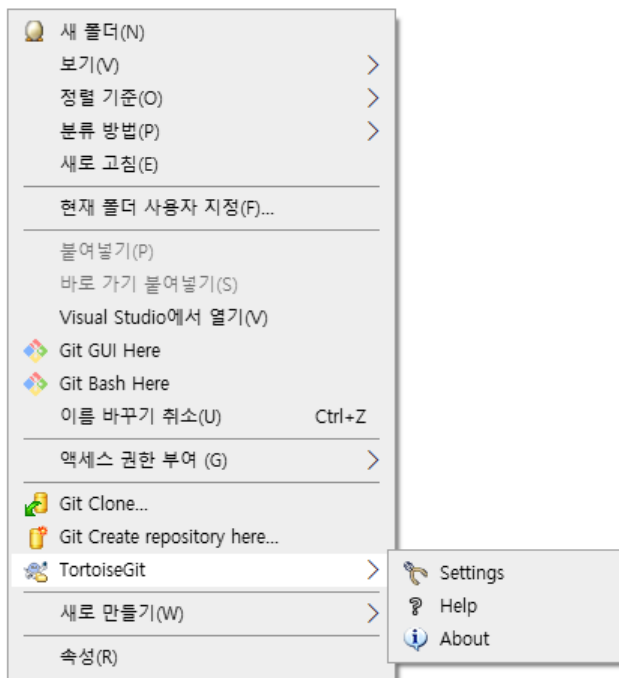 새 폴더(N)
보기(V)
정렬 기준(O)
분류 방법(P)
새로 고침(E)
현재 폴더 사용자 지정(F)...
붙여넣기(P)
바로 가기 붙여넣기(S)
Visual Studio에서 열기(V)
Git GUI Here
Git Bash Here
이름 바꾸기 취소(U) Ctrl+Z
액세스 권한 부여 (G)
Git Clone...
Git Create repository here...
TortoiseGit
새로 만들기(W)
속성(R)
Settings
Help
About